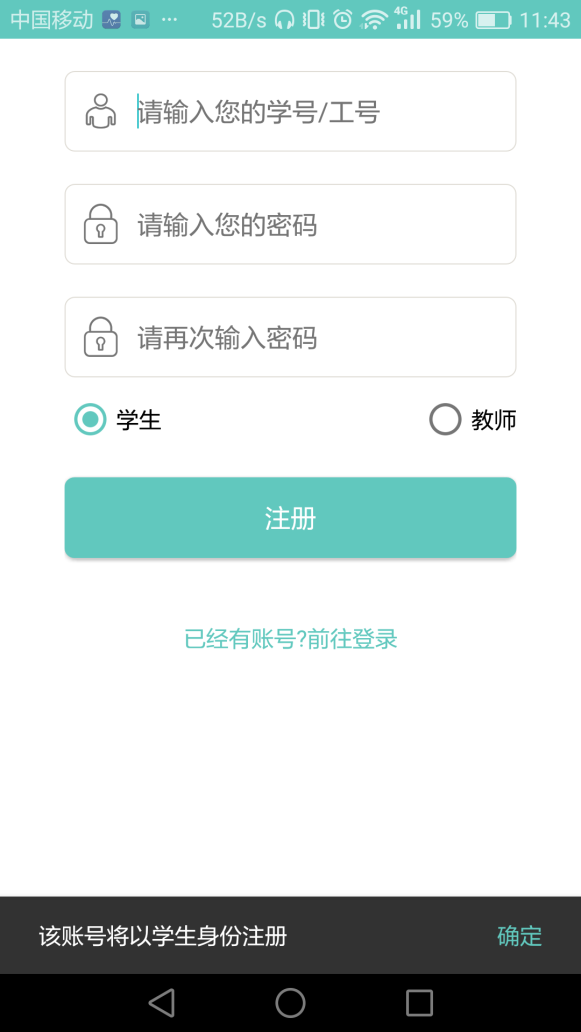 中国移动 ··· 52B/s 4G 59% 11:43
请输入您的学号/工号
请输入您的密码
请再次输入密码
学生 教师
注册
已经有账号?前往登录
该账号将以学生身份注册 确定